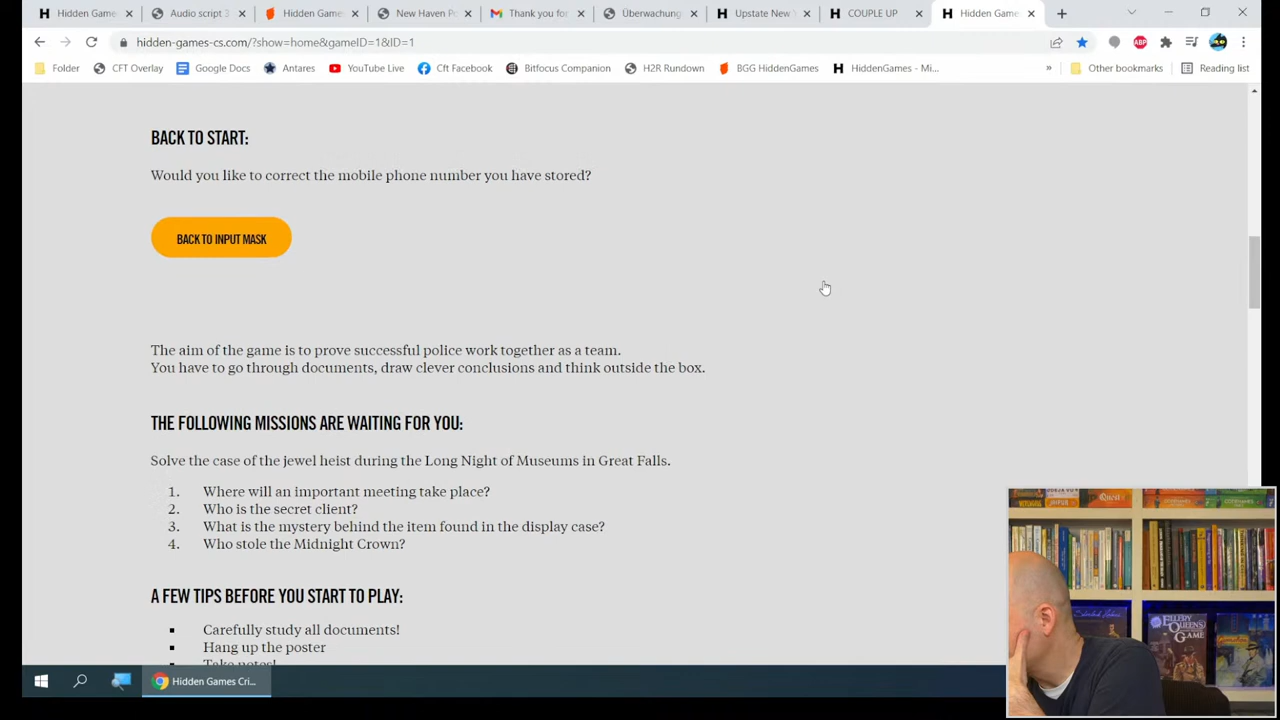 Hidden Game
Audio script 3
Hidden Game
New Haven Po
Thank you for
Überwachung
Upstate New Y
COUPLE UP
Hidden Game
hidden-games-cs.com/?show=home&gameID=1&ID=1
Folder
CFT Overlay
Google Docs
Antares
YouTube Live
Cft Facebook
Bitfocus Companion
H2R Rundown
BGG HiddenGames
HiddenGames - Mi...
»
Other bookmarks
Reading list
BACK TO START:
Would you like to correct the mobile phone number you have stored?
BACK TO INPUT MASK
The aim of the game is to prove successful police work together as a team.
You have to go through documents, draw clever conclusions and think outside the box.
THE FOLLOWING MISSIONS ARE WAITING FOR YOU:
Solve the case of the jewel heist during the Long Night of Museums in Great Falls.
1. Where will an important meeting take place?
2. Who is the secret client?
3. What is the mystery behind the item found in the display case?
4. Who stole the Midnight Crown?
A FEW TIPS BEFORE YOU START TO PLAY:
Carefully study all documents!
Hang up the poster
Take notes!
Hidden Games Cri...
Quest
ELLERY QUEEN'S
GAME